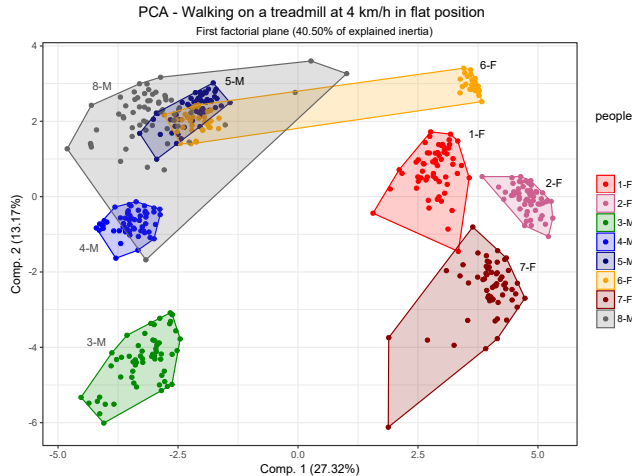 PCA - Walking on a treadmill at 4 km/h in flat position
First factorial plane (40.50% of explained inertia)
4
2
0
-2
-4
-6
Comp. 2 (13.17%)
8-M
5-M
6-F
1-F
2-F
4-M
7-F
3-M
-5.0
-2.5
0.0
2.5
5.0
Comp. 1 (27.32%)
people
1-F
2-F
3-M
4-M
5-M
6-F
7-F
8-M